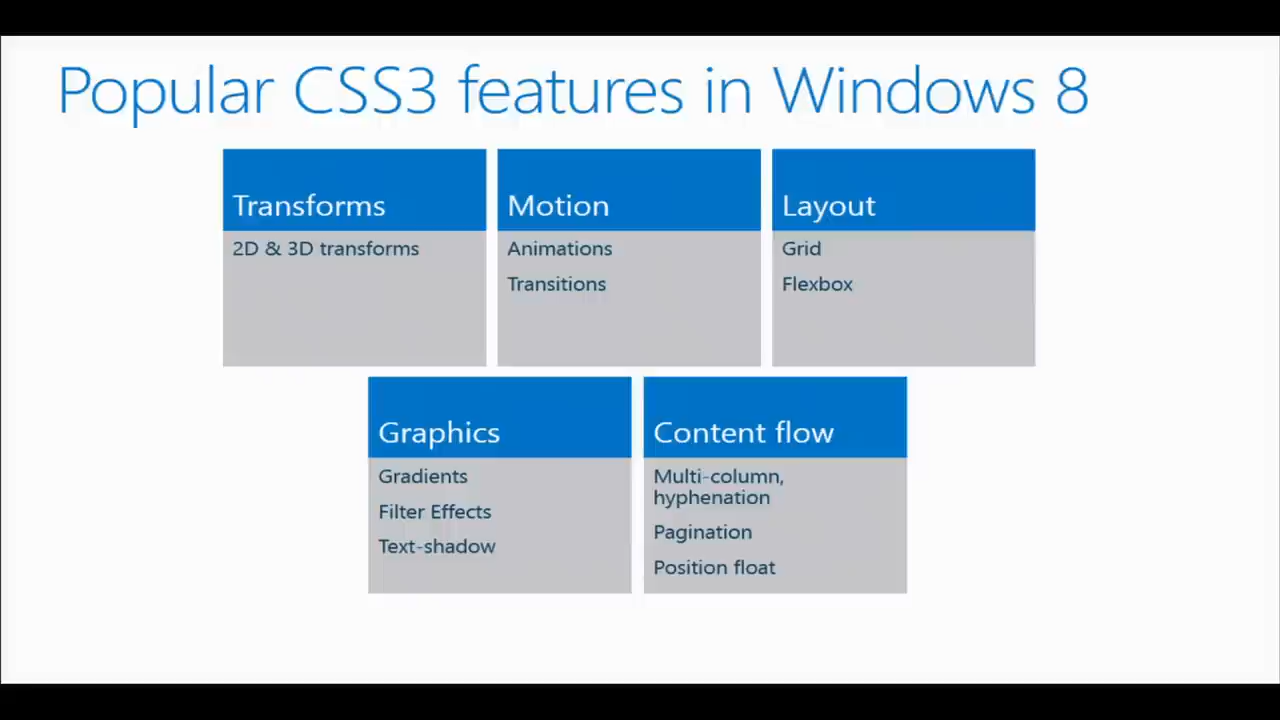 Popular CSS3 features in Windows 8
Transforms
2D & 3D transforms
Motion
Animations
Transitions
Layout
Grid
Flexbox
Graphics
Gradients
Filter Effects
Text-shadow
Content flow
Multi-column,
hyphenation
Pagination
Position float